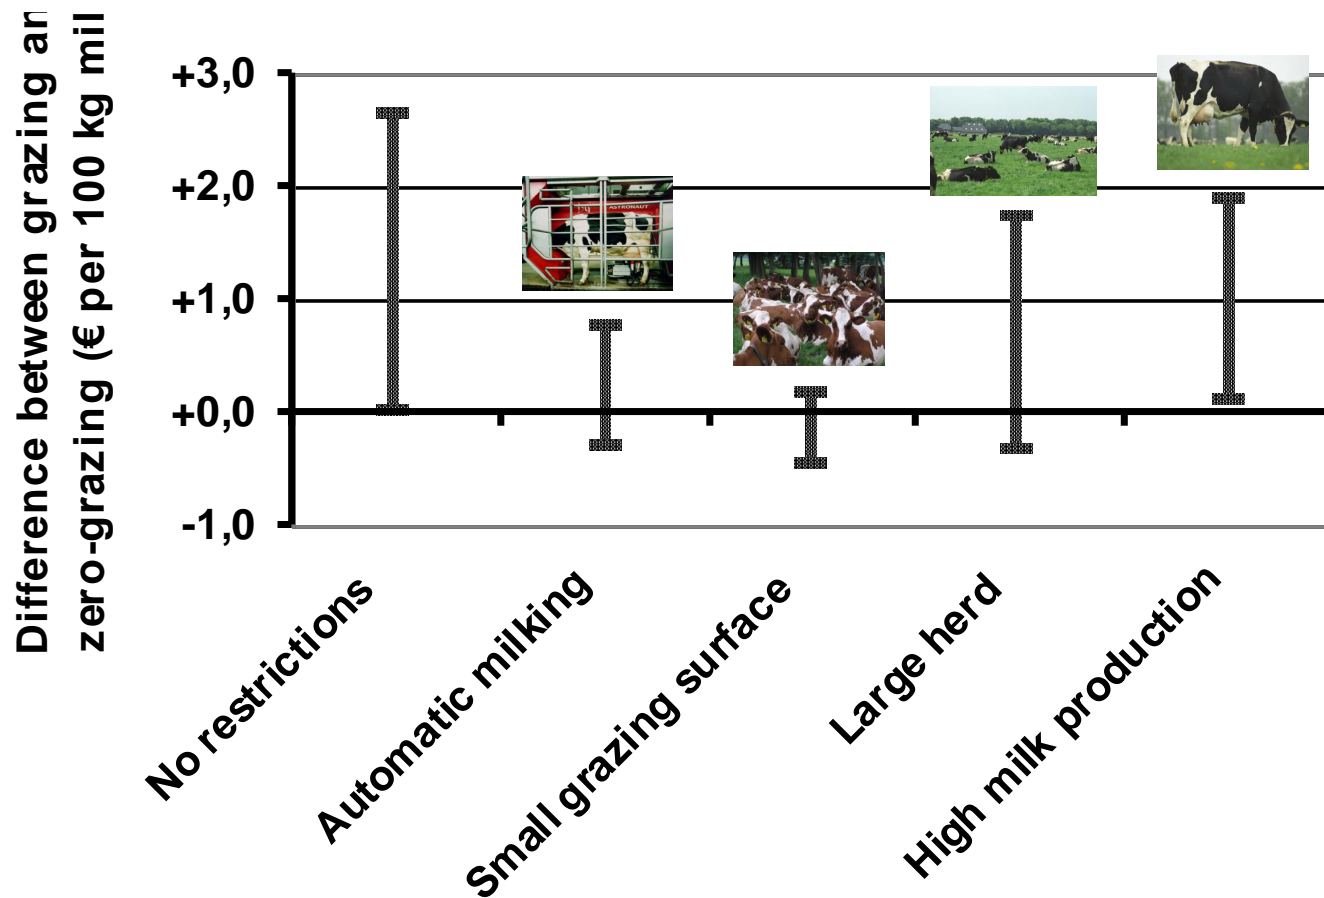 Difference between grazing an
zero-grazing (€ per 100 kg mil
+3,0
+2,0
+1,0
+0,0
-1,0
ASTRONAUT
No restrictions
Automatic milking
Small grazing surface
Large herd
High milk production